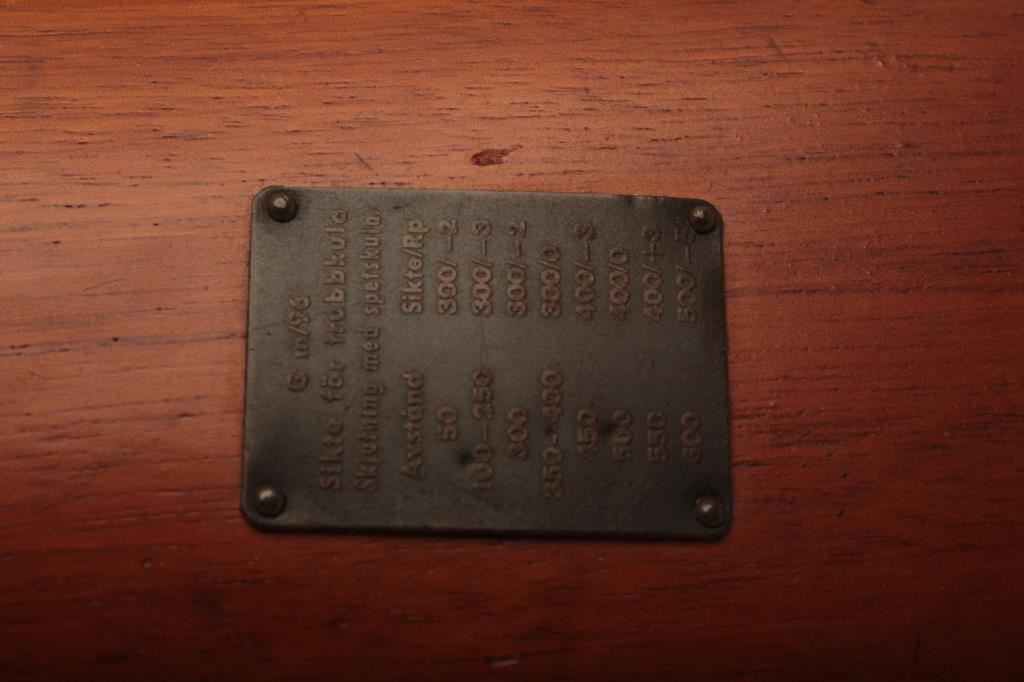 G m/96
Sikte för trubbkula
Skjutning med spetskula.
Avstånd Sikte/Rp
50 300/–2
100–250 300/–3
300 300/–2
350–400 300/0
450 400/–3
500 400/0
550 400/+3
600 500/–5